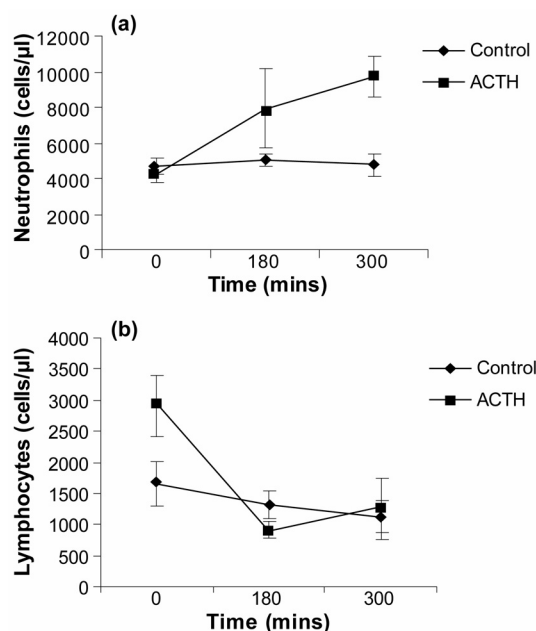 (a)
12000
10000
8000
6000
4000
2000
0
Neutrophils (cells/µl)
0 180 300
Time (mins)
Control
ACTH
(b)
4000
3500
3000
2500
2000
1500
1000
500
0
Lymphocytes (cells/µl)
0 180 300
Time (mins)
Control
ACTH